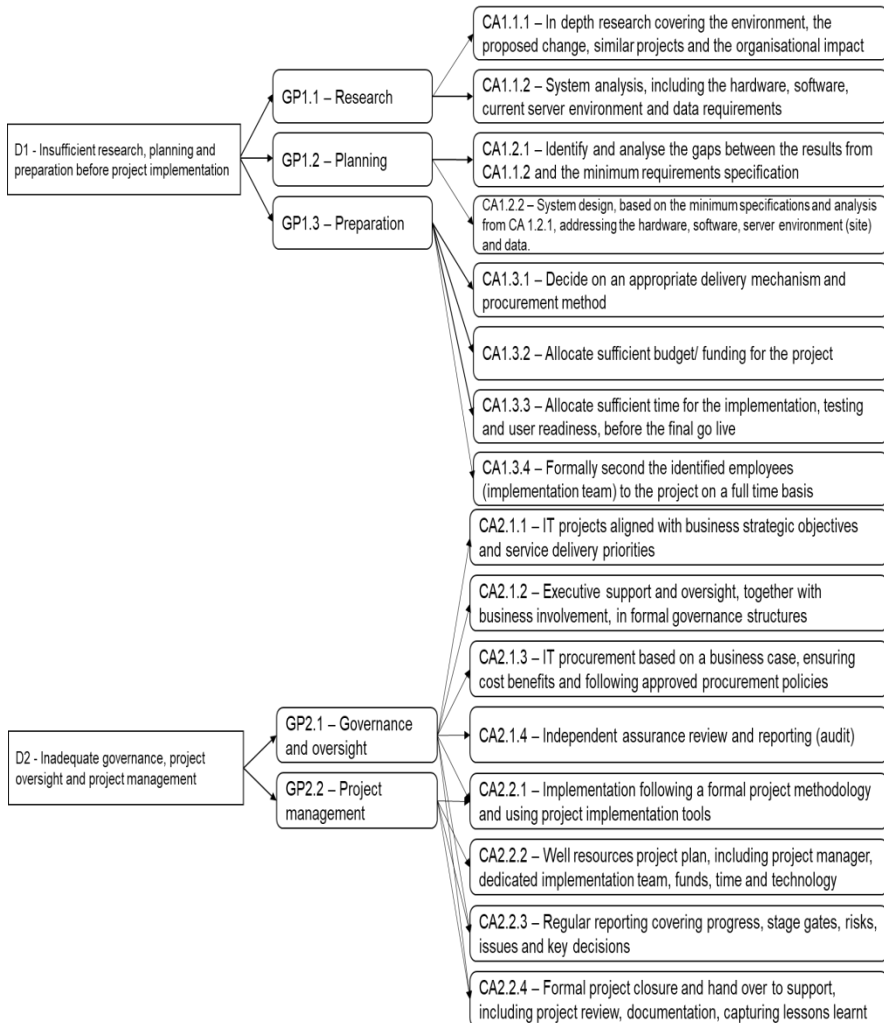 CA1.1.1 – In depth research covering the environment, the
proposed change, similar projects and the organisational impact
GP1.1 – Research
CA1.1.2 – System analysis, including the hardware, software,
current server environment and data requirements
D1 - Insufficient research, planning and
preparation before project implementation
GP1.2 – Planning
CA1.2.1 – Identify and analyse the gaps between the results from
CA1.1.2 and the minimum requirements specification
CA1.2.2 – System design, based on the minimum specifications and analysis
from CA 1.2.1, addressing the hardware, software, server environment (site)
and data.
GP1.3 – Preparation
CA1.3.1 – Decide on an appropriate delivery mechanism and
procurement method
CA1.3.2 – Allocate sufficient budget/ funding for the project
CA1.3.3 – Allocate sufficient time for the implementation, testing
and user readiness, before the final go live
CA1.3.4 – Formally second the identified employees
(implementation team) to the project on a full time basis
CA2.1.1 – IT projects aligned with business strategic objectives
and service delivery priorities
CA2.1.2 – Executive support and oversight, together with
business involvement, in formal governance structures
CA2.1.3 – IT procurement based on a business case, ensuring
cost benefits and following approved procurement policies
D2 - Inadequate governance, project
oversight and project management
GP2.1 – Governance
and oversight
CA2.1.4 – Independent assurance review and reporting (audit)
GP2.2 – Project
management
CA2.2.1 – Implementation following a formal project methodology
and using project implementation tools
CA2.2.2 – Well resources project plan, including project manager,
dedicated implementation team, funds, time and technology
CA2.2.3 – Regular reporting covering progress, stage gates, risks,
issues and key decisions
CA2.2.4 – Formal project closure and hand over to support,
including project review, documentation, capturing lessons learnt